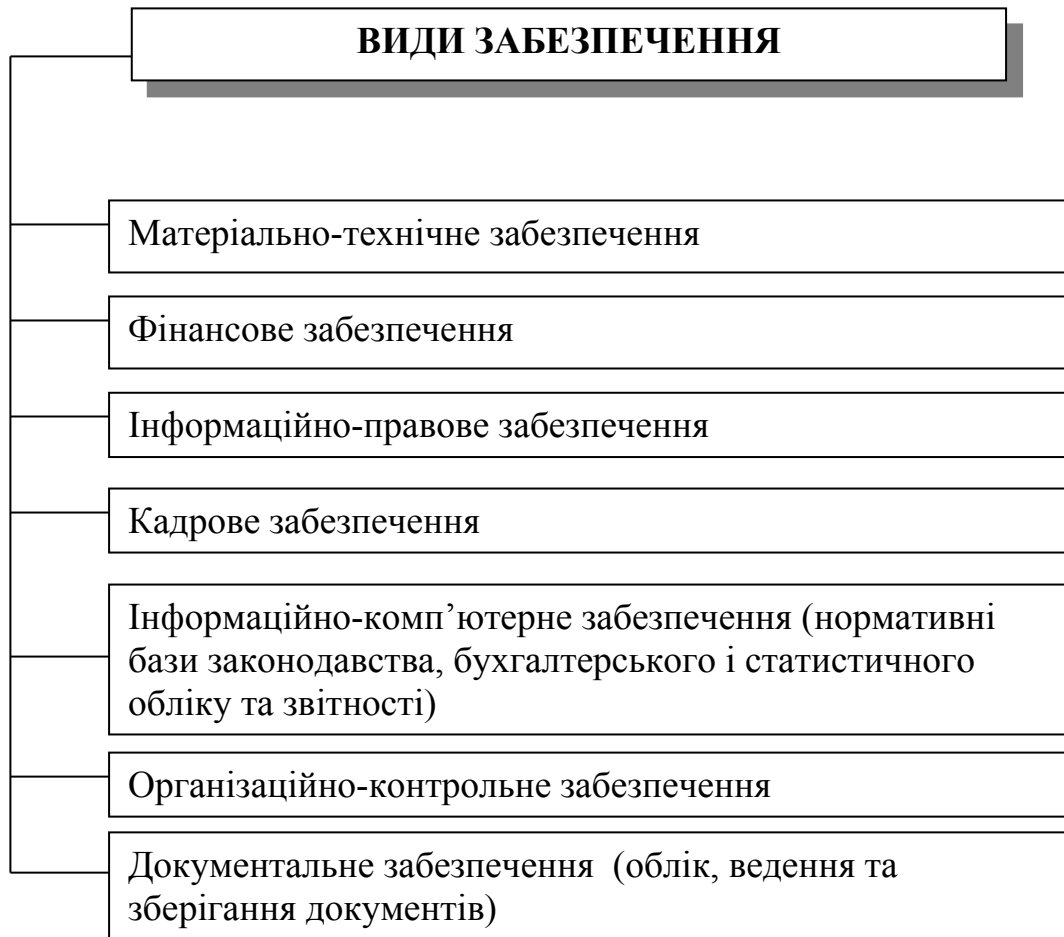 ВИДИ ЗАБЕЗПЕЧЕННЯ
Матеріально-технічне забезпечення
Фінансове забезпечення
Інформаційно-правове забезпечення
Кадрове забезпечення
Інформаційно-комп’ютерне забезпечення (нормативні
бази законодавства, бухгалтерського і статистичного
обліку та звітності)
Організаційно-контрольне забезпечення
Документальне забезпечення (облік, ведення та
зберігання документів)